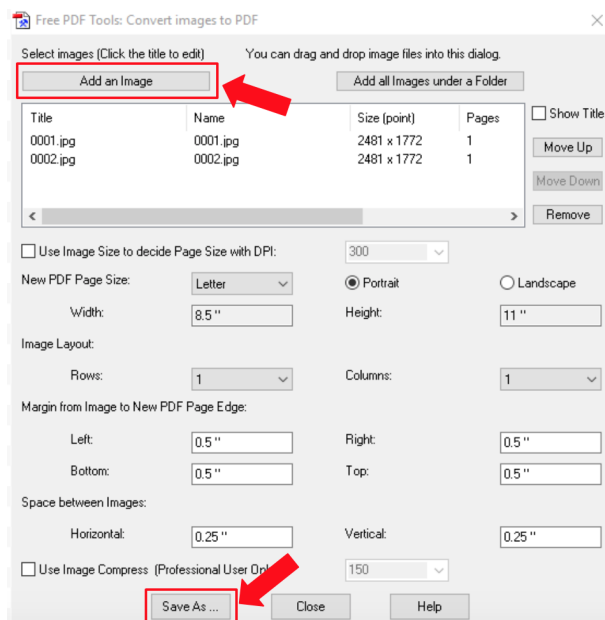 Free PDF Tools: Convert images to PDF
Select images (Click the title to edit) You can drag and drop image files into this dialog.
Add an Image Add all Images under a Folder
Title Name Size (point) Pages Show Title
0001.jpg 0001.jpg 2481 x 1772 1
0002.jpg 0002.jpg 2481 x 1772 1
Move Up
Move Down
Remove
Use Image Size to decide Page Size with DPI: 300
New PDF Page Size: Letter Portrait Landscape
Width: 8.5 " Height: 11 "
Image Layout:
Rows: 1 Columns: 1
Margin from Image to New PDF Page Edge:
Left: 0.5 " Right: 0.5 "
Bottom: 0.5 " Top: 0.5 "
Space between Images:
Horizontal: 0.25 " Vertical: 0.25 "
Use Image Compress (Professional User 150
Save As ... Close Help